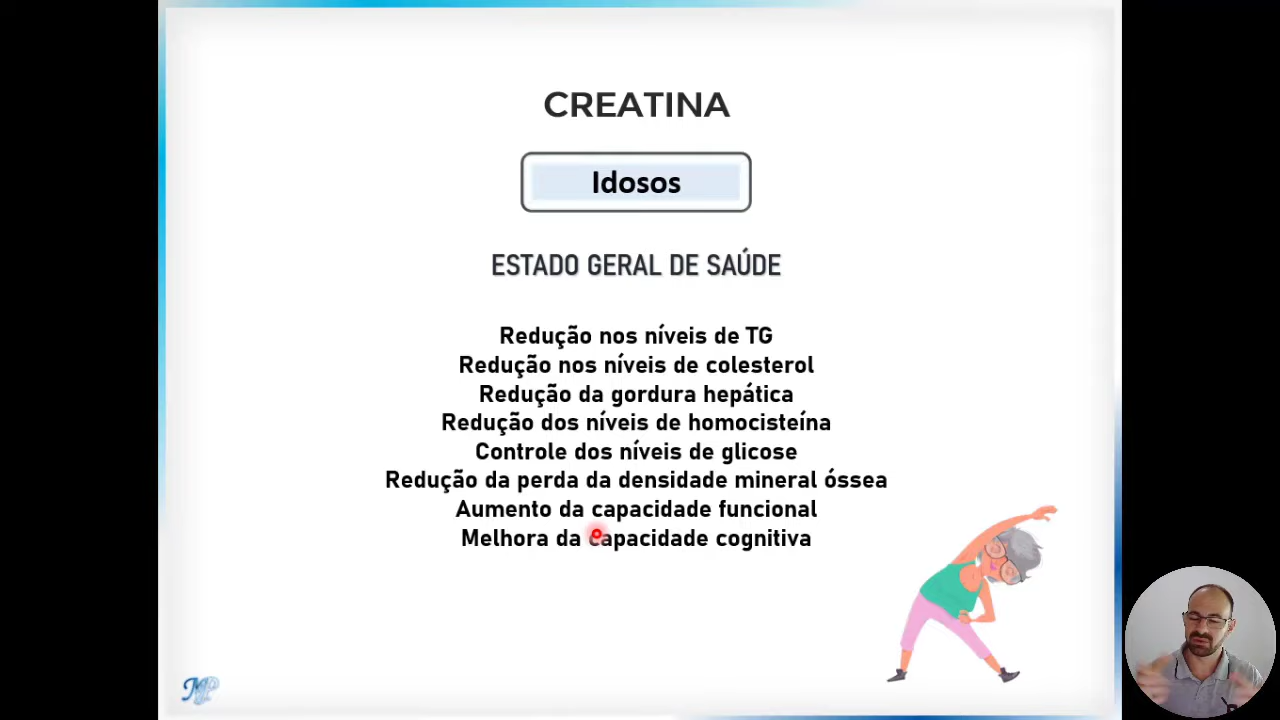 CREATINA
Idosos
ESTADO GERAL DE SAÚDE
Redução nos níveis de TG
Redução nos níveis de colesterol
Redução da gordura hepática
Redução dos níveis de homocisteína
Controle dos níveis de glicose
Redução da perda da densidade mineral óssea
Aumento da capacidade funcional
Melhora da capacidade cognitiva